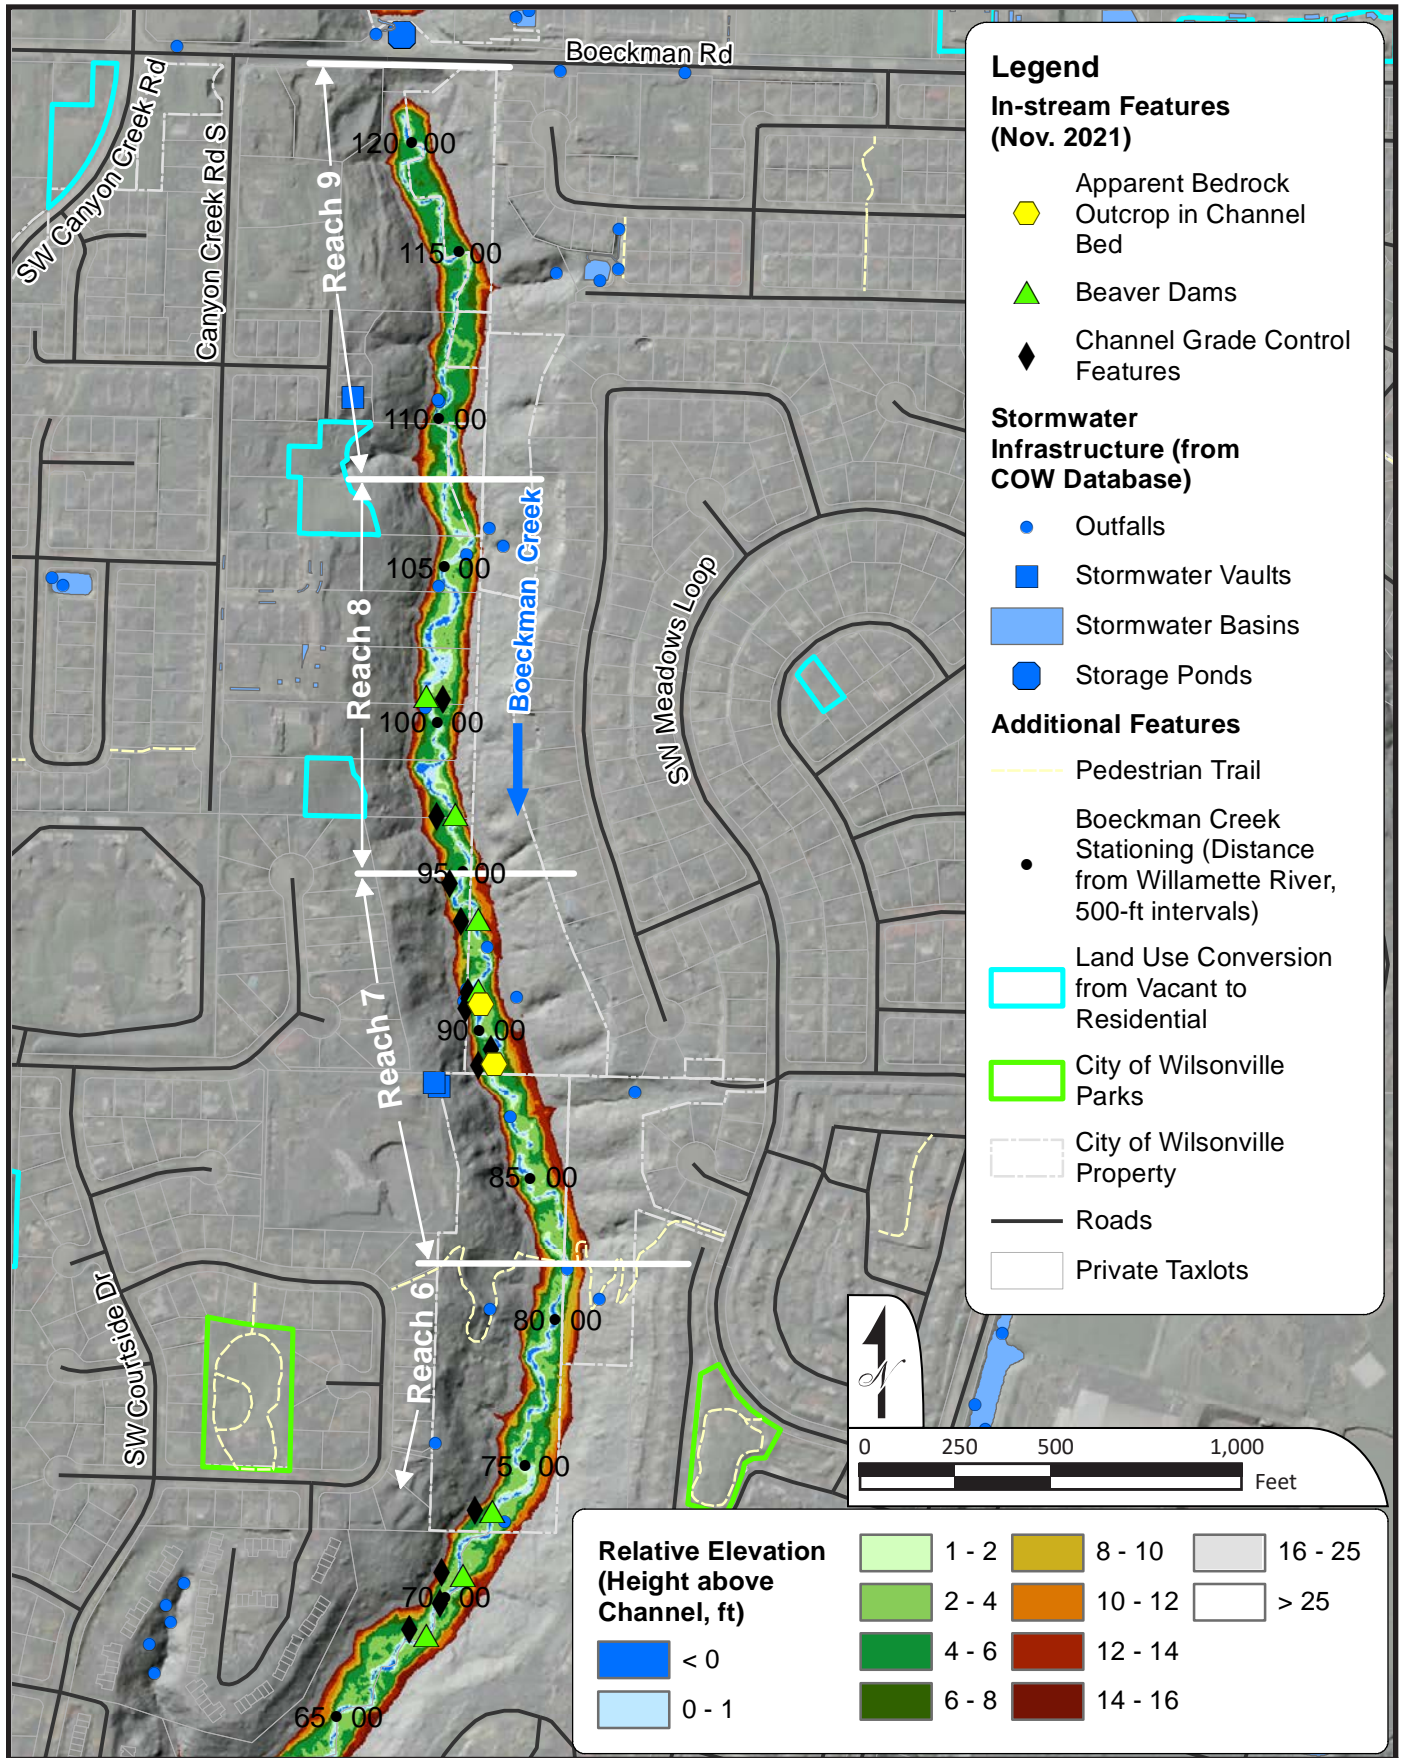 Boeckman Rd
SW Canyon Creek Rd
Canyon Creek Rd S
Reach 9
120 00
115 00
110 00
Reach 8
Boeckman Creek
105 00
100 00
SW Meadows Loop
95 00
Reach 7
90 00
85 00
Reach 6
80 00
75 00
SW Courtside Dr
70 00
65 00
Legend
In-stream Features
(Nov. 2021)
Apparent Bedrock
Outcrop in Channel
Bed
Beaver Dams
Channel Grade Control
Features
Stormwater
Infrastructure (from
COW Database)
Outfalls
Stormwater Vaults
Stormwater Basins
Storage Ponds
Additional Features
Pedestrian Trail
Boeckman Creek
Stationing (Distance
from Willamette River,
500-ft intervals)
Land Use Conversion
from Vacant to
Residential
City of Wilsonville
Parks
City of Wilsonville
Property
Roads
Private Taxlots
N
0 250 500 1,000
Feet
Relative Elevation
(Height above
Channel, ft)
< 0
0 - 1
1 - 2
2 - 4
4 - 6
6 - 8
8 - 10
10 - 12
12 - 14
14 - 16
16 - 25
> 25